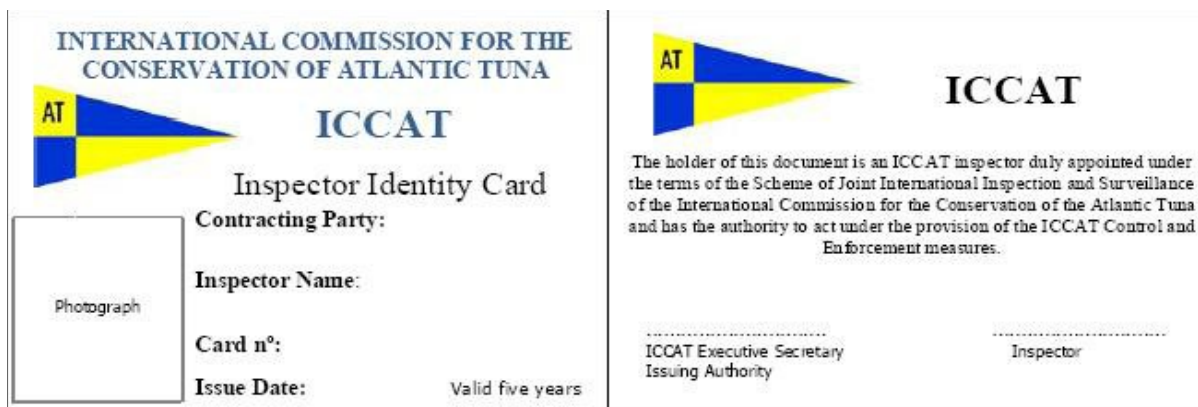 INTERNATIONAL COMMISSION FOR THE
CONSERVATION OF ATLANTIC TUNA
AT
ICCAT
Inspector Identity Card
Contracting Party:
Photograph
Inspector Name:
Card nº:
Issue Date:
Valid five years
AT
ICCAT
The holder of this document is an ICCAT inspector duly appointed under
the terms of the Scheme of Joint International Inspection and Surveillance
of the International Commission for the Conservation of the Atlantic Tuna
and has the authority to act under the provision of the ICCAT Control and
Enforcement measures.
ICCAT Executive Secretary
Issuing Authority
Inspector